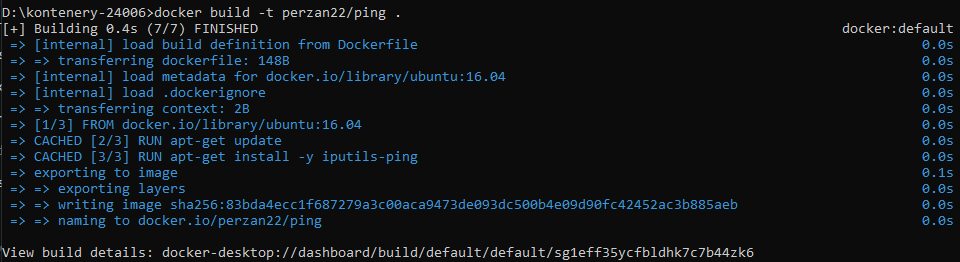 D:\kontenery-24006>docker build -t perzan22/ping .
[+] Building 0.4s (7/7) FINISHED docker:default
=> [internal] load build definition from Dockerfile 0.0s
=> => transferring dockerfile: 148B 0.0s
=> [internal] load metadata for docker.io/library/ubuntu:16.04 0.0s
=> [internal] load .dockerignore 0.0s
=> => transferring context: 2B 0.0s
=> [1/3] FROM docker.io/library/ubuntu:16.04 0.0s
=> CACHED [2/3] RUN apt-get update 0.0s
=> CACHED [3/3] RUN apt-get install -y iputils-ping 0.0s
=> exporting to image 0.1s
=> => exporting layers 0.0s
=> => writing image sha256:83bda4ecc1f687279a3c00aca9473de093dc500b4e09d90fc42452ac3b885aeb 0.0s
=> => naming to docker.io/perzan22/ping 0.0s
View build details: docker-desktop://dashboard/build/default/default/sg1eff35ycfbldhk7c7b44zk6